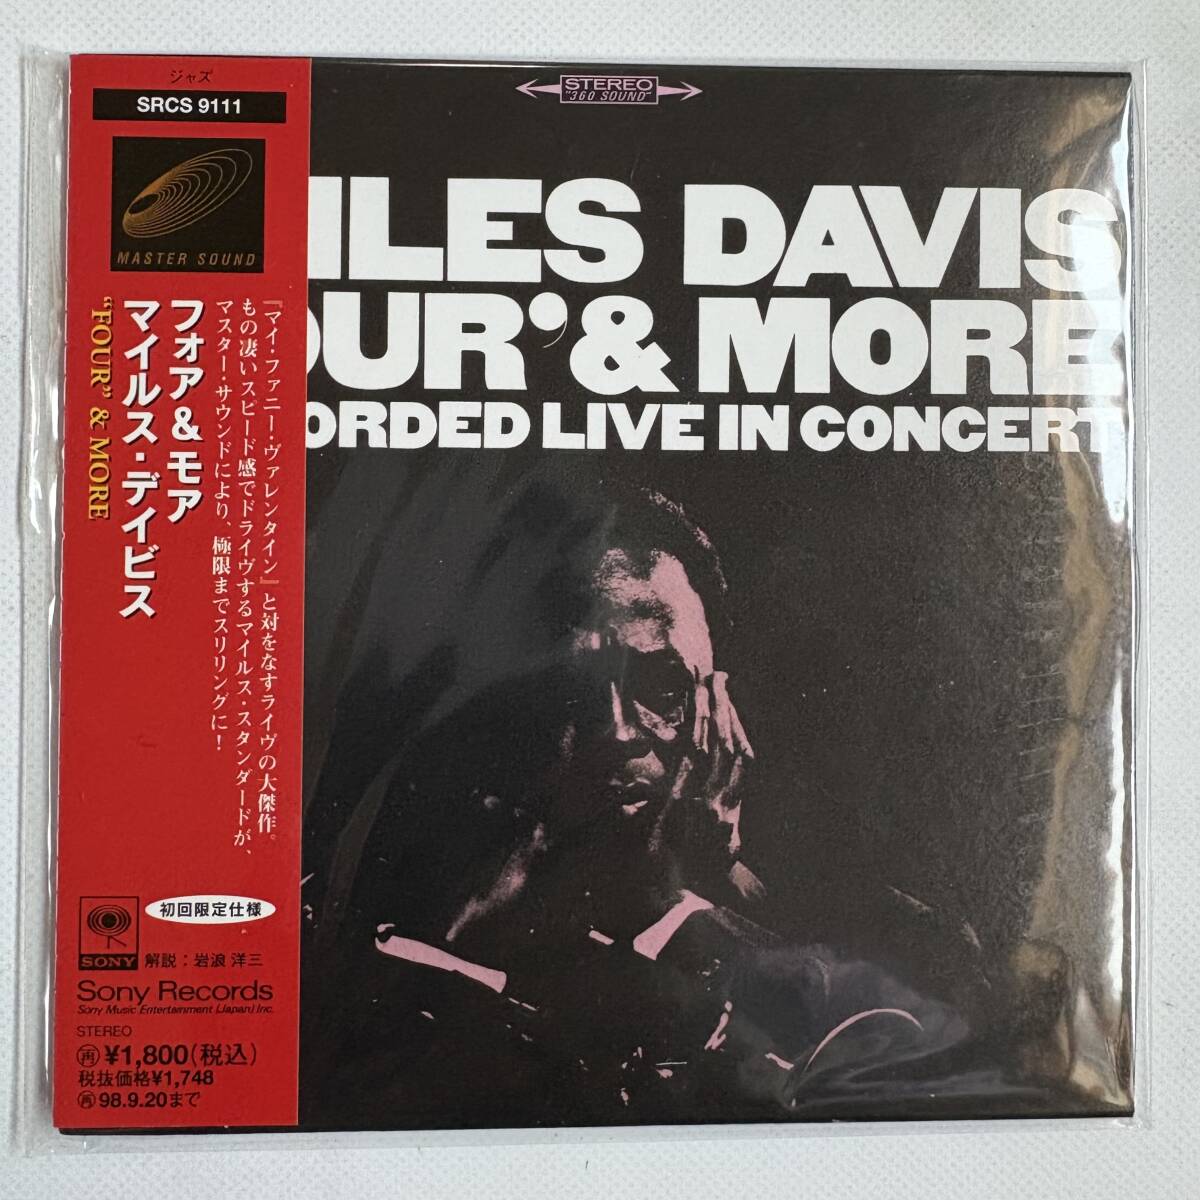 ジャズ
SRCS 9111
MASTER SOUND
『マイ・ファニー・ヴァレンタイン』と対をなすライヴの大傑作。
もの凄いスピード感でドライヴするマイルス・スタンダードが、
マスター・サウンドにより、極限までスリリングに!
フォア&モア
マイルス・デイビス
"FOUR" & MORE
初回限定仕様
SONY
解説:岩浪 洋三
Sony Records
Sony Music Entertainment (Japan) Inc.
STEREO
再 ¥1,800(税込)
税抜価格¥1,748
再 98.9.20まで
STEREO
"360 SOUND"
ILES DAVIS
OUR' & MORE
ORDED LIVE IN CONCERT